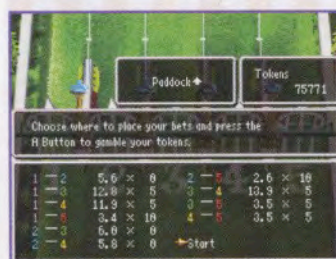 Paddock
Tokens
75771
Choose where to place your bets and press the
A Button to gamble your tokens.
1 — 2 5.6 × 0 2 — 5 2.6 × 10
1 — 3 12.8 × 5 3 — 4 13.9 × 5
1 — 4 11.9 × 5 3 — 5 3.5 × 5
1 — 5 3.4 × 10 4 — 5 3.5 × 5
2 — 3 6.0 × 0
2 — 4 5.8 × 0 Start